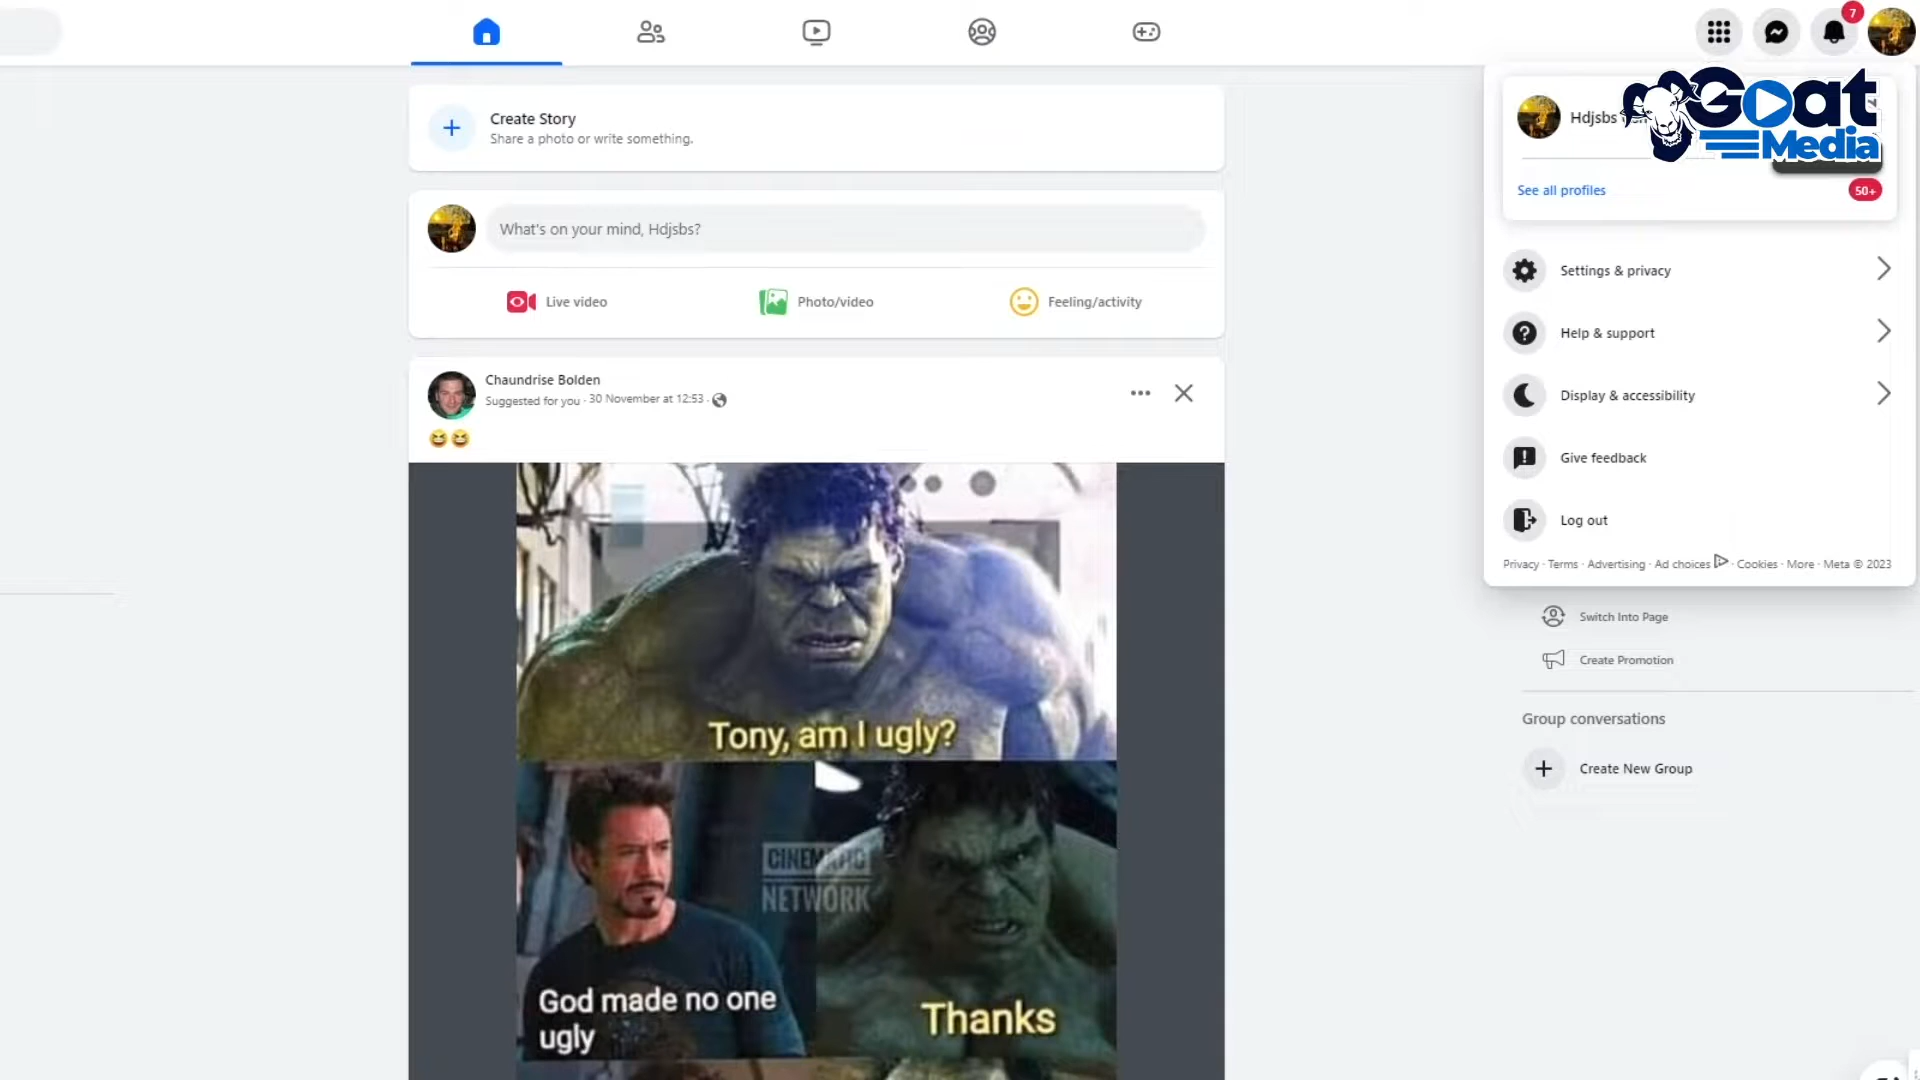 7
Create Story
Share a photo or write something.
What's on your mind, Hdjsbs?
Live video
Photo/video
Feeling/activity
Chaundrise Bolden
Suggested for you · 30 November at 12:53 ·
Tony, am I ugly?
CINEMATIC
NETWORK
God made no one
ugly
Thanks
Hdjsbs
Goat
Media
See all profiles
50+
Settings & privacy
Help & support
Display & accessibility
Give feedback
Log out
Privacy · Terms · Advertising · Ad choices · Cookies · More · Meta © 2023
Switch Into Page
Create Promotion
Group conversations
Create New Group